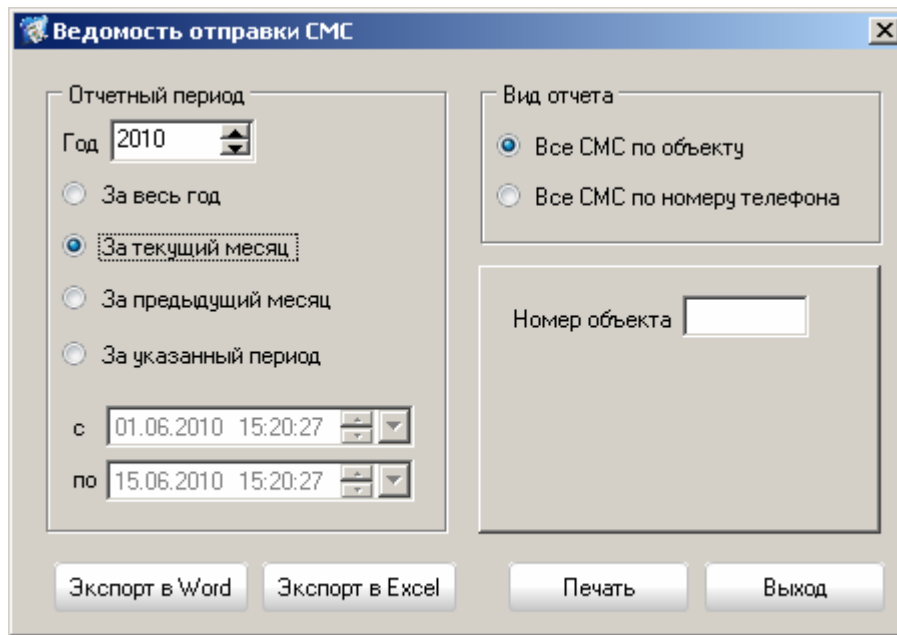 Ведомость отправки СМС
Отчетный период
Год 2010
За весь год
За текущий месяц
За предыдущий месяц
За указанный период
с 01.06.2010 15:20:27
по 15.06.2010 15:20:27
Вид отчета
Все СМС по объекту
Все СМС по номеру телефона
Номер объекта
Экспорт в Word
Экспорт в Excel
Печать
Выход